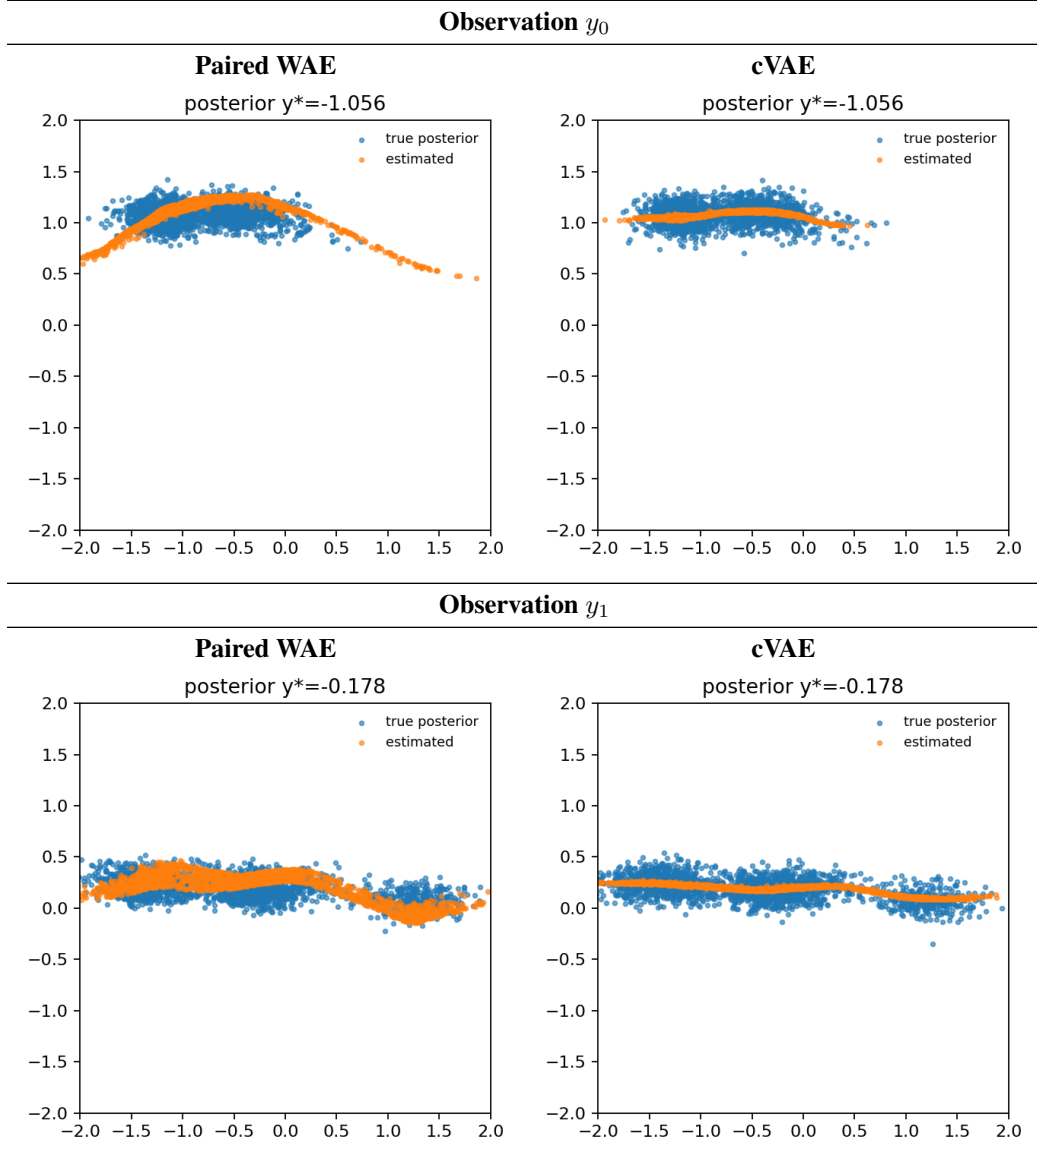 Observation y₀
Paired WAE cVAE
posterior y*=-1.056 posterior y*=-1.056
2.0 2.0
true posterior true posterior
estimated estimated
1.5 1.5
1.0 1.0
0.5 0.5
0.0 0.0
−0.5 −0.5
−1.0 −1.0
−1.5 −1.5
−2.0 −2.0
−2.0 −1.5 −1.0 −0.5 0.0 0.5 1.0 1.5 2.0 −2.0 −1.5 −1.0 −0.5 0.0 0.5 1.0 1.5 2.0
Observation y₁
Paired WAE cVAE
posterior y*=-0.178 posterior y*=-0.178
2.0 2.0
true posterior true posterior
estimated estimated
1.5 1.5
1.0 1.0
0.5 0.5
0.0 0.0
−0.5 −0.5
−1.0 −1.0
−1.5 −1.5
−2.0 −2.0
−2.0 −1.5 −1.0 −0.5 0.0 0.5 1.0 1.5 2.0 −2.0 −1.5 −1.0 −0.5 0.0 0.5 1.0 1.5 2.0